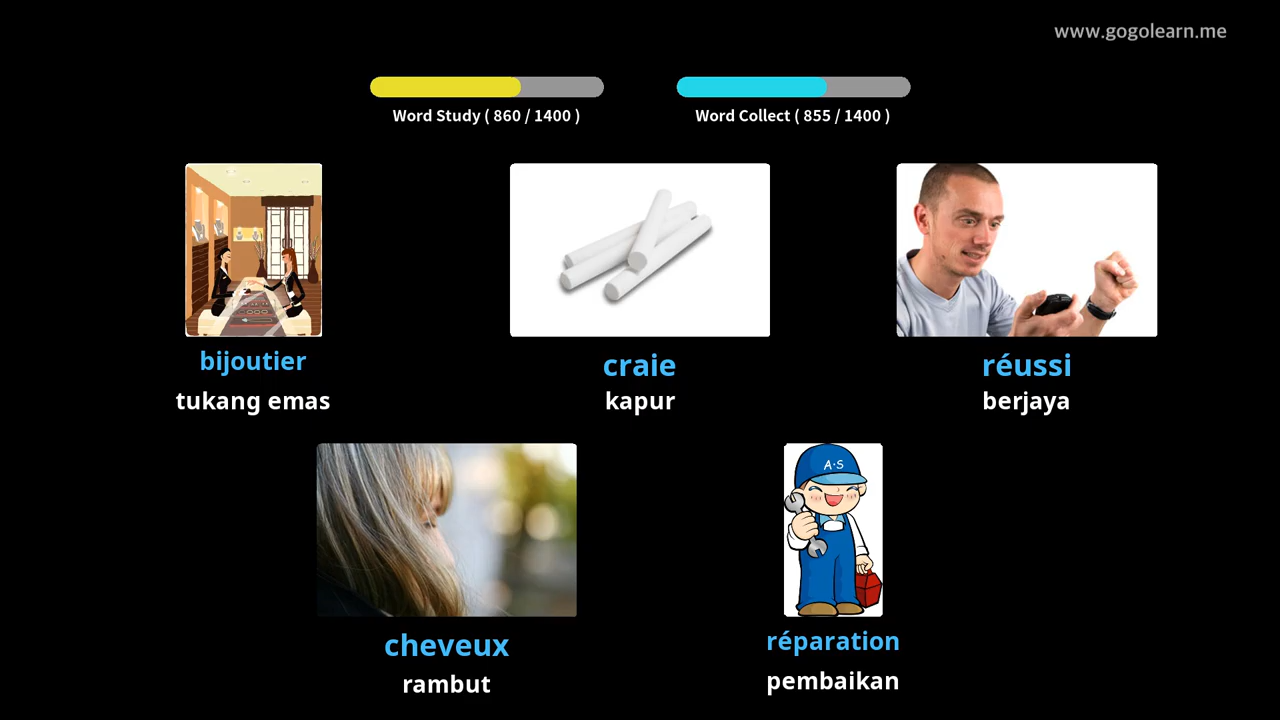 www.gogolearn.me
Word Study ( 860 / 1400 )
Word Collect ( 855 / 1400 )
bijoutier
tukang emas
craie
kapur
réussi
berjaya
cheveux
rambut
A·S
réparation
pembaikan